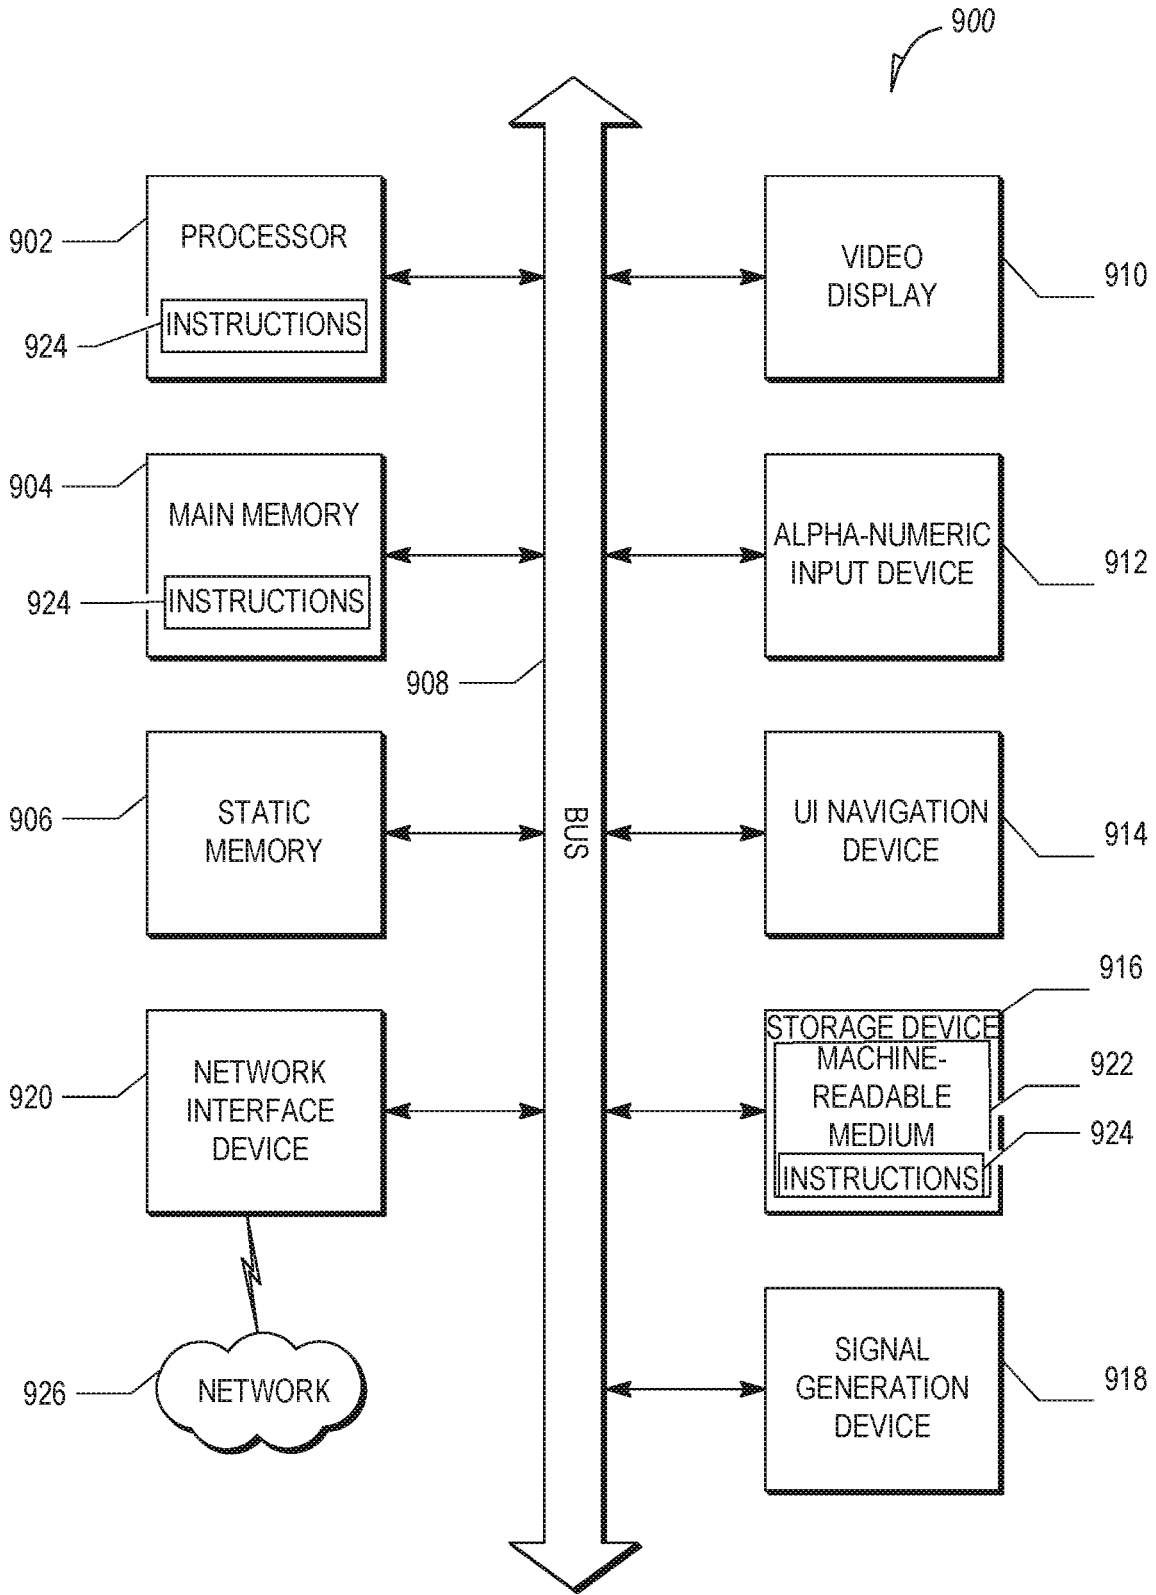 900
902
PROCESSOR
924
INSTRUCTIONS
904
MAIN MEMORY
924
INSTRUCTIONS
908
906
STATIC
MEMORY
920
NETWORK
INTERFACE
DEVICE
926
NETWORK
BUS
VIDEO
DISPLAY
910
ALPHA-NUMERIC
INPUT DEVICE
912
UI NAVIGATION
DEVICE
914
916
STORAGE DEVICE
MACHINE-
READABLE
MEDIUM
922
924
INSTRUCTIONS
SIGNAL
GENERATION
DEVICE
918